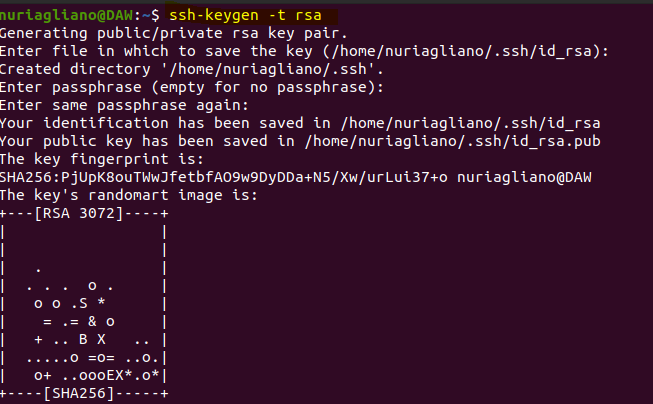 nuriagliano@DAW:~$ ssh-keygen -t rsa
Generating public/private rsa key pair.
Enter file in which to save the key (/home/nuriagliano/.ssh/id_rsa):
Created directory '/home/nuriagliano/.ssh'.
Enter passphrase (empty for no passphrase):
Enter same passphrase again:
Your identification has been saved in /home/nuriagliano/.ssh/id_rsa
Your public key has been saved in /home/nuriagliano/.ssh/id_rsa.pub
The key fingerprint is:
SHA256:PjUpK8ouTWwJfetbfAO9w9DyDDa+N5/Xw/urLui37+o nuriagliano@DAW
The key's randomart image is:
+---[RSA 3072]----+
|                 |
|                 |
|   .             |
|  . . .  o .     |
|   o o .S *      |
|    = .= & o     |
|   + .. B X   .. |
|  .....o =o= ..o.|
|   o+ ..oooEX*.o*|
+----[SHA256]-----+